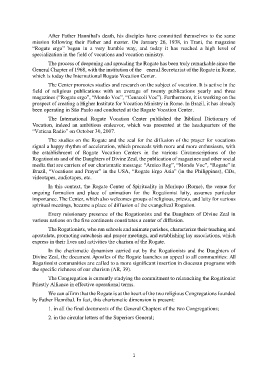 After Father Hannibal's death, his disciples have committed themselves to the same
mission following their Father and master. On January 26, 1938, in Trani, the magazine
"Rogate ergo" began in a very humble way, and today it has reached a high level of
specialization in the field of vocations and vocation ministry.
The process of deepening and spreading the Rogate has been truly remarkable since the
General Chapter of 1968, with the institution of the General Secretariat of the Rogate in Rome,
which is today the International Rogate Vocation Center.
The Center promotes studies and research on the subject of vocation. It is active in the
field of religious publications with an average of twenty publications yearly and three
magazines ("Rogate ergo", "Mondo Voc", "Cennacoli Voc"). Furthermore, it is working on the
prospect of creating a Higher Institute for Vocation Ministry in Rome. In Brazil, it has already
been operating in São Paulo and conducted at the Rogate Vocation Center.
The International Rogate Vocation Center published the Biblical Dictionary of
Vocation, indeed an ambitious endeavor, which was presented at the headquarters of the
"Vatican Radio" on October 30, 2007.
The studies on the Rogate and the zeal for the diffusion of the prayer for vocations
signal a happy rhythm of acceleration, which proceeds with more and more enthusiasm, with
the establishment of Rogate Vocation Centers in the various Circumscriptions of the
Rogationists and of the Daughters of Divine Zeal, the publication of magazines and other social
media that are carriers of our charismatic message: "Atenção Rog", "Mondo Voc", "Rogate" in
Brazil, "Vocations and Prayer" in the USA, "Rogate Ergo Asia" (in the Philippines), CDs,
videotapes, audiotapes, etc.
In this context, the Rogate Center of Spirituality in Morlupo (Rome), the venue for
ongoing formation and place of animation for the Rogationist laity, assumes particular
importance. The Center, which also welcomes groups of religious, priests, and laity for various
spiritual meetings, became a place of diffusion of the evangelical Rogation.
Every missionary presence of the Rogationists and the Daughters of Divine Zeal in
various nations on the five continents constitutes a center of diffusion.
The Rogationists, who run schools and animate parishes, characterize their teaching and
apostolate, promoting catechesis and prayer meetings, and establishing lay associations, which
express in their lives and activities the charism of the Rogate.
In the charismatic dynamism carried out by the Rogationists and the Daughters of
Divine Zeal, the document Apostles of the Rogate launches an appeal to all communities: All
Rogationist communities are called to a more significant insertion in diocesan programs with
the specific richness of our charism (AR, 39).
The Congregation is currently studying the commitment to relaunching the Rogationist
Priestly Alliance in effective operational terms.
We can affirm that the Rogate is at the heart of the two religious Congregations founded
by Father Hannibal. In fact, this charismatic dimension is present:
1. in all the final documents of the General Chapters of the two Congregations;
2. in the circular letters of the Superiors General;